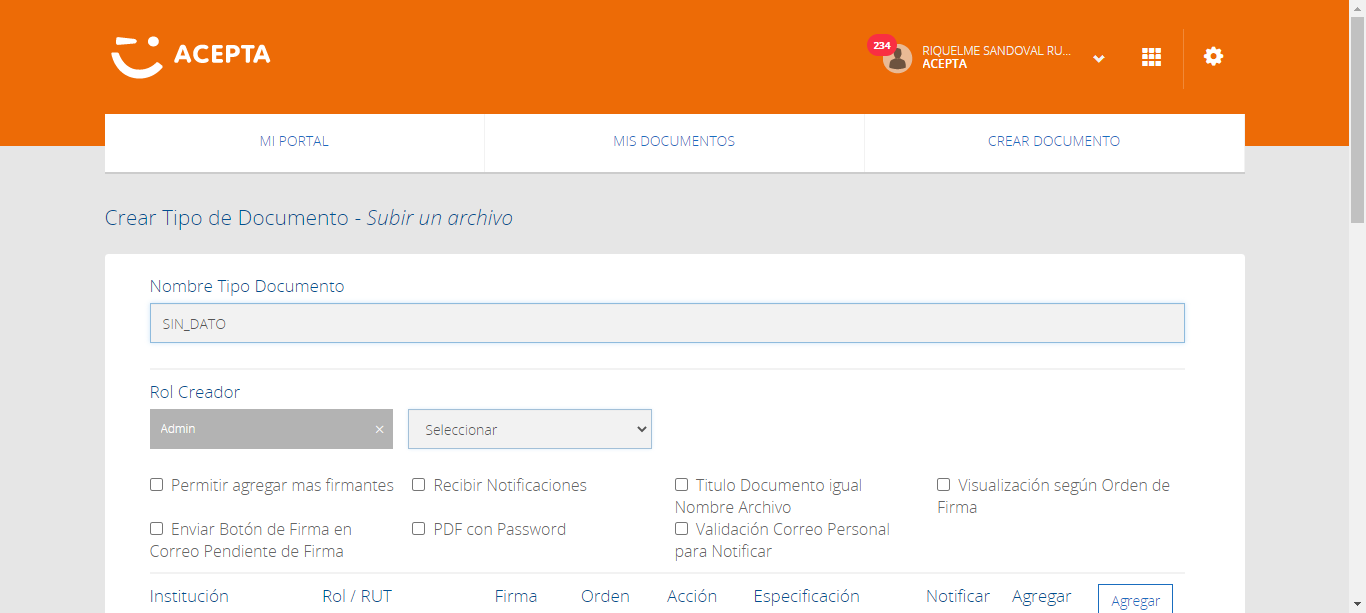 ACEPTA
234
RIQUELME SANDOVAL RU...
ACEPTA
MI PORTAL
MIS DOCUMENTOS
CREAR DOCUMENTO
Crear Tipo de Documento - Subir un archivo
Nombre Tipo Documento
SIN_DATO
Rol Creador
Admin ×
Seleccionar
Permitir agregar mas firmantes
Recibir Notificaciones
Titulo Documento igual
Nombre Archivo
Visualización según Orden de
Firma
Enviar Botón de Firma en
Correo Pendiente de Firma
PDF con Password
Validación Correo Personal
para Notificar
Institución Rol / RUT Firma Orden Acción Especificación Notificar Agregar Agregar